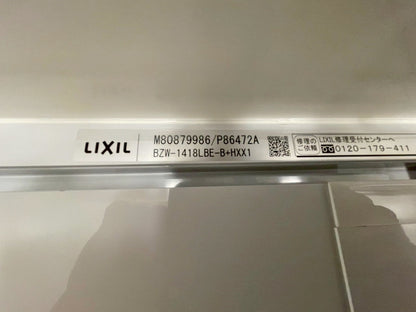 LIXIL
M80879986/P86472A
BZW-1418LBE-B+HXX1
修理の
ご依頼
LIXIL修理受付センターへ
0120-179-411